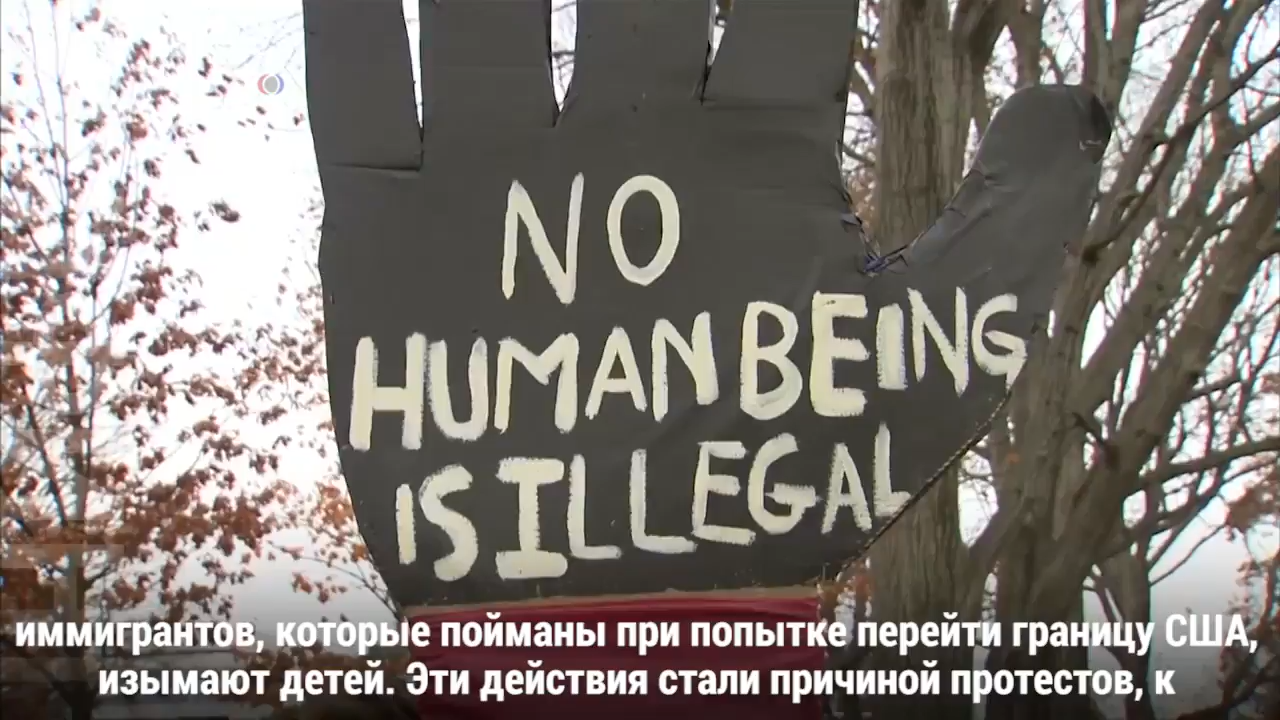 NO
HUMAN BEING
IS ILLEGAL
иммигрантов, которые пойманы при попытке перейти границу США,
изымают детей. Эти действия стали причиной протестов, к